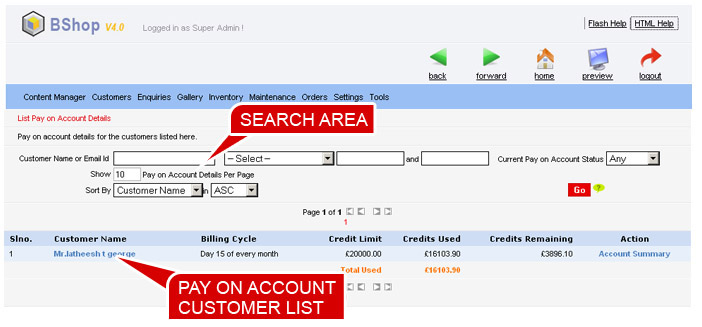 BShop V4.0
Logged in as Super Admin !
Flash Help HTML Help
back forward home preview logout
Content Manager Customers Enquiries Gallery Inventory Maintenance Orders Settings Tools
List Pay on Account Details
SEARCH AREA
Pay on account details for the customers listed here.
Customer Name or Email Id -- Select -- and Current Pay on Account Status Any
Show 10 Pay on Account Details Per Page
Sort By Customer Name in ASC Go ?
Page 1 of 1
1
Slno. Customer Name Billing Cycle Credit Limit Credits Used Credits Remaining Action
1 Mr.Jatheesh t george Day 15 of every month £20000.00 £16103.90 £3896.10 Account Summary
Total Used £16103.90
PAY ON ACCOUNT
CUSTOMER LIST